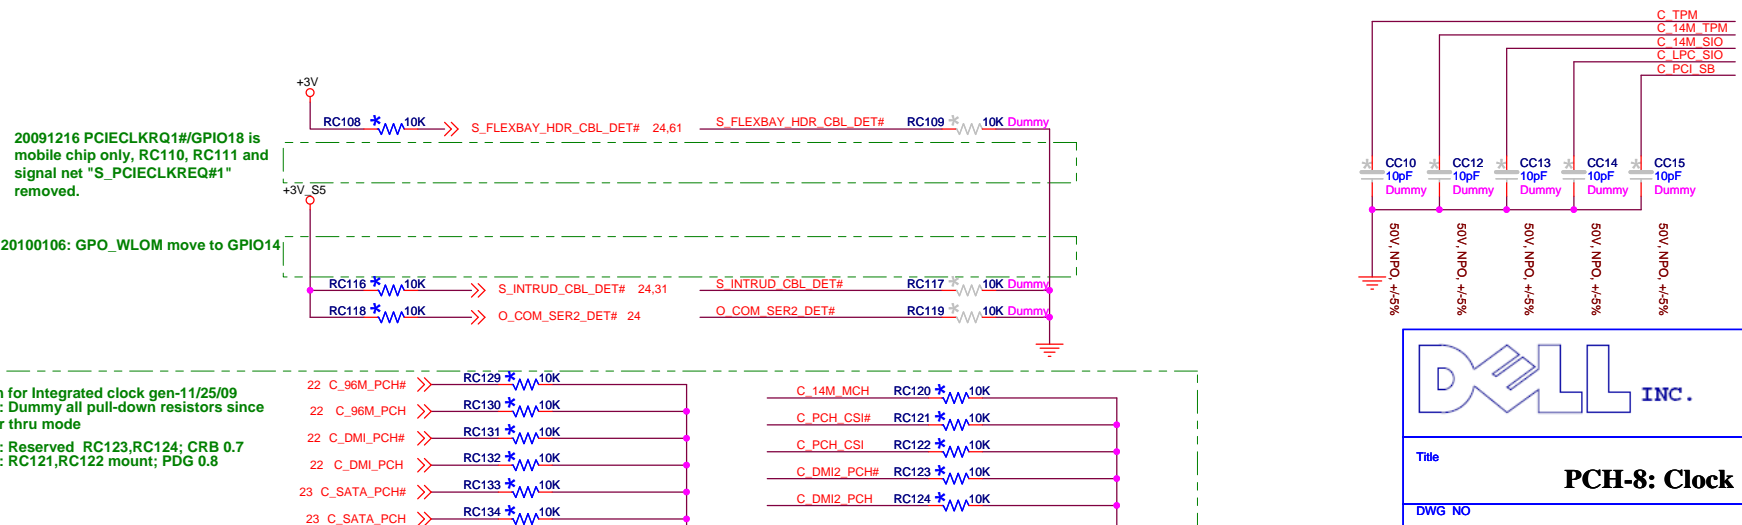 C_TPM
C_14M_TPM
C_14M_SIO
C_LPC_SIO
C_PCI_SB
+3V
RC108 * 10K S_FLEXBAY_HDR_CBL_DET# 24,61 S_FLEXBAY_HDR_CBL_DET# RC109 * 10K Dummy
20091216 PCIECLKRQ1#/GPIO18 is
mobile chip only, RC110, RC111 and
signal net "S_PCIECLKREQ#1"
removed.
+3V_S5
* CC10 10pF Dummy
* CC12 10pF Dummy
* CC13 10pF Dummy
* CC14 10pF Dummy
* CC15 10pF Dummy
50V, NPO, +/-5%
50V, NPO, +/-5%
50V, NPO, +/-5%
50V, NPO, +/-5%
50V, NPO, +/-5%
20100106: GPO_WLOM move to GPIO14
RC116 * 10K S_INTRUD_CBL_DET# 24,31 S_INTRUD_CBL_DET# RC117 * 10K Dummy
RC118 * 10K O_COM_SER2_DET# 24 O_COM_SER2_DET# RC119 * 10K Dummy
n for Integrated clock gen-11/25/09
: Dummy all pull-down resistors since
r thru mode
: Reserved RC123,RC124; CRB 0.7
: RC121,RC122 mount; PDG 0.8
22 C_96M_PCH# RC129 * 10K
22 C_96M_PCH RC130 * 10K
22 C_DMI_PCH# RC131 * 10K
22 C_DMI_PCH RC132 * 10K
23 C_SATA_PCH# RC133 * 10K
23 C_SATA_PCH RC134 * 10K
C_14M_MCH RC120 * 10K
C_PCH_CSI# RC121 * 10K
C_PCH_CSI RC122 * 10K
C_DMI2_PCH# RC123 * 10K
C_DMI2_PCH RC124 * 10K
DELL INC.
Title
PCH-8: Clock
DWG NO